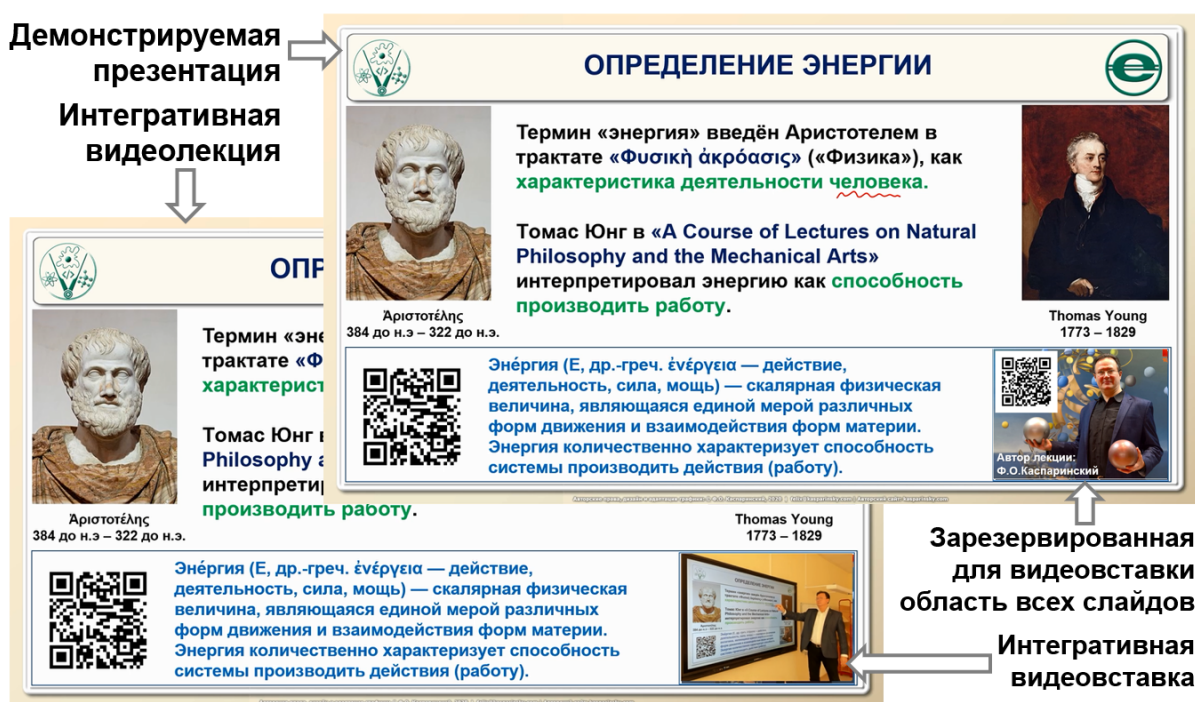 Демонстрируемая
презентация
Интегративная
видеолекция
ОПРЕДЕЛЕНИЕ ЭНЕРГИИ
Термин «энергия» введён Аристотелем в
трактате «Φυσικὴ ἀκρόασις» («Физика»), как
характеристика деятельности человека.
Томас Юнг в «A Course of Lectures on Natural
Philosophy and the Mechanical Arts»
интерпретировал энергию как способность
производить работу.
Ἀριστοτέλης
384 до н.э – 322 до н.э.
Thomas Young
1773 – 1829
Эне́ргия (E, др.-греч. ἐνέργεια — действие,
деятельность, сила, мощь) — скалярная физическая
величина, являющаяся единой мерой различных
форм движения и взаимодействия форм материи.
Энергия количественно характеризует способность
системы производить действия (работу).
Автор лекции:
Ф.О.Каспаринский
ОПР
Термин «эне
трактате «Ф
характерист
Томас Юнг в
Philosophy a
интерпретир
производить работу.
Ἀριστοτέλης
384 до н.э – 322 до н.э.
Thomas Young
1773 – 1829
Эне́ргия (E, др.-греч. ἐνέργεια — действие,
деятельность, сила, мощь) — скалярная физическая
величина, являющаяся единой мерой различных
форм движения и взаимодействия форм материи.
Энергия количественно характеризует способность
системы производить действия (работу).
ОПРЕДЕЛЕНИЕ ЭНЕРГИИ
Зарезервированная
для видеовставки
область всех слайдов
Интегративная
видеовставка